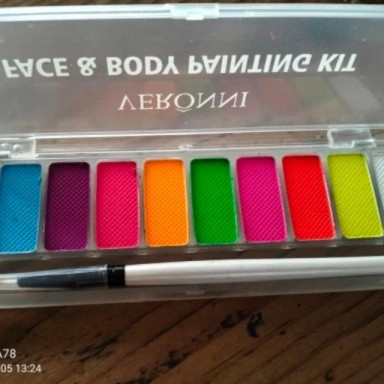 FACE & BODY PAINTING KIT
VERONNI
A78
05 13:24